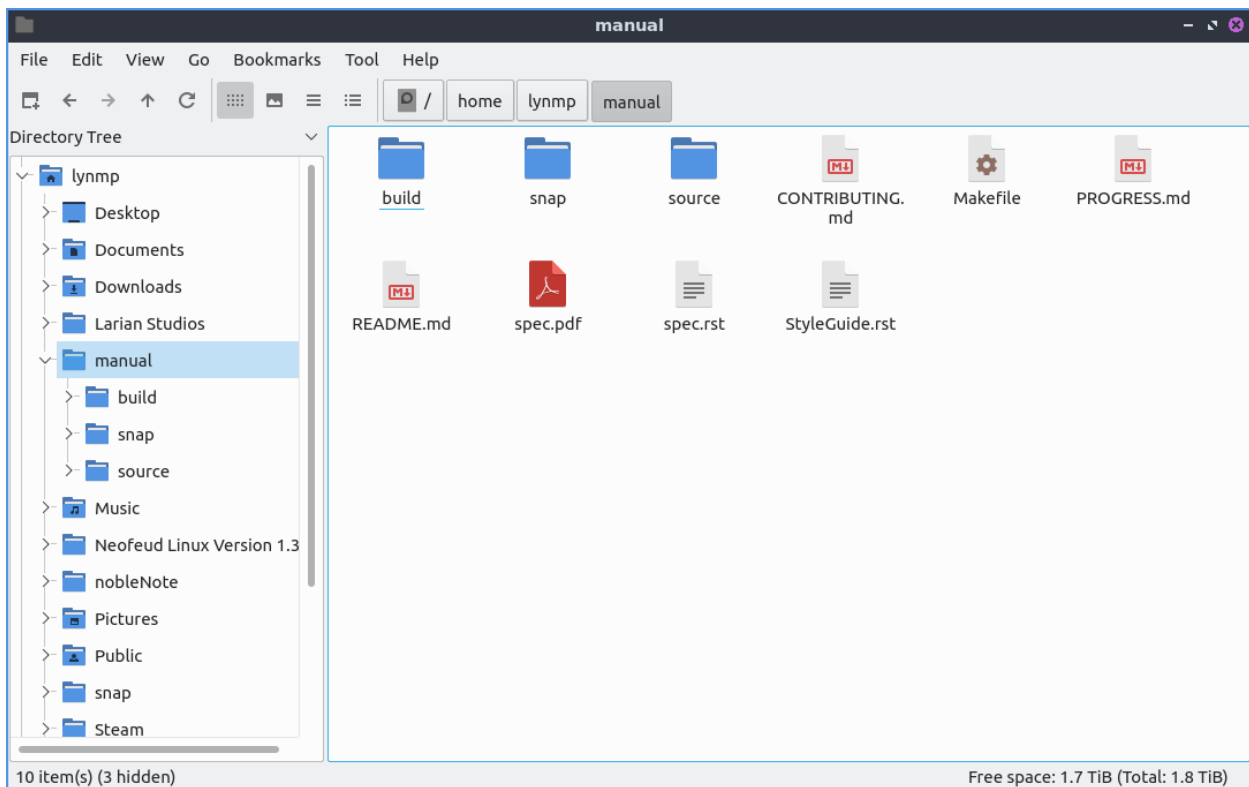 manual
File Edit View Go Bookmarks Tool Help
/ home lynmp manual
Directory Tree
lynmp
Desktop
Documents
Downloads
Larian Studios
manual
build
snap
source
Music
Neofeud Linux Version 1.3
nobleNote
Pictures
Public
snap
Steam
build snap source CONTRIBUTING. Makefile PROGRESS.md
md
README.md spec.pdf spec.rst StyleGuide.rst
10 item(s) (3 hidden) Free space: 1.7 TiB (Total: 1.8 TiB)